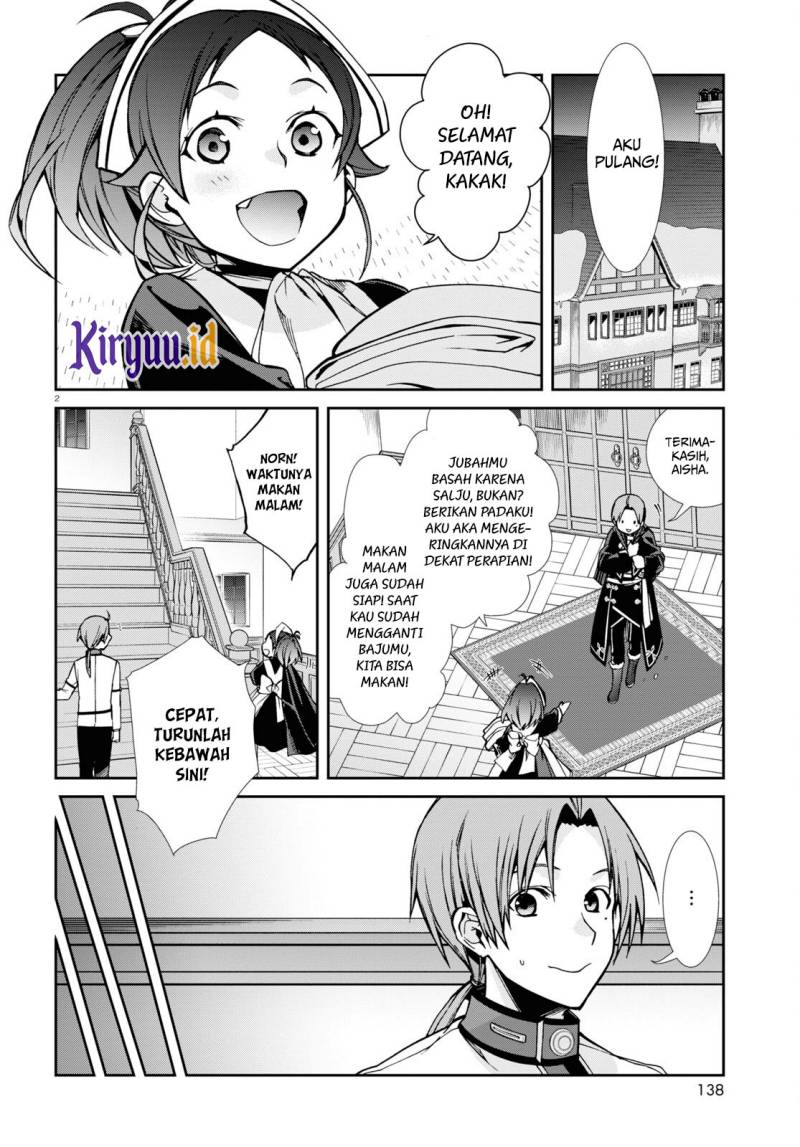 AKU
PULANG!
OH!
SELAMAT
DATANG,
KAKAK!
Kiryuu.id
2
TERIMA-
KASIH,
AISHA.
JUBAHMU
BASAH KARENA
SALJU, BUKAN?
BERIKAN PADAKU!
AKU AKA MENGE-
RINGKANNYA DI
DEKAT PERAPIAN!
MAKAN
MALAM
JUGA SUDAH
SIAP! SAAT
KAU SUDAH
MENGGANTI
BAJUMU,
KITA BISA
MAKAN!
NORN!
WAKTUNYA
MAKAN
MALAM!
CEPAT,
TURUNLAH
KEBAWAH
SINI!
...
138